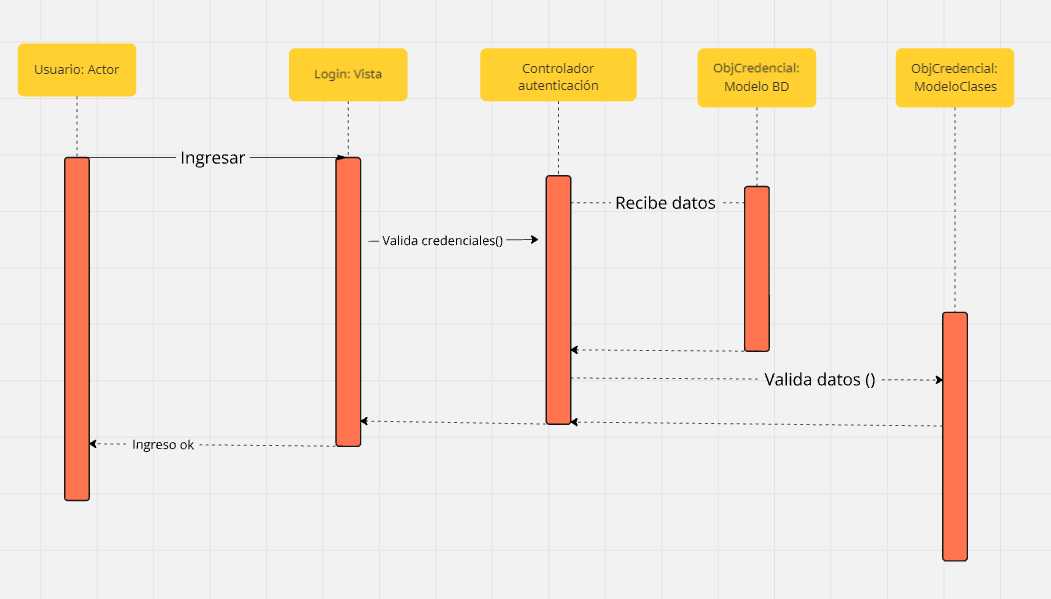 Usuario: Actor
Login: Vista
Controlador
autenticación
ObjCredencial:
Modelo BD
ObjCredencial:
ModeloClases
Ingresar
Recibe datos
Valida credenciales()
Valida datos ()
Ingreso ok